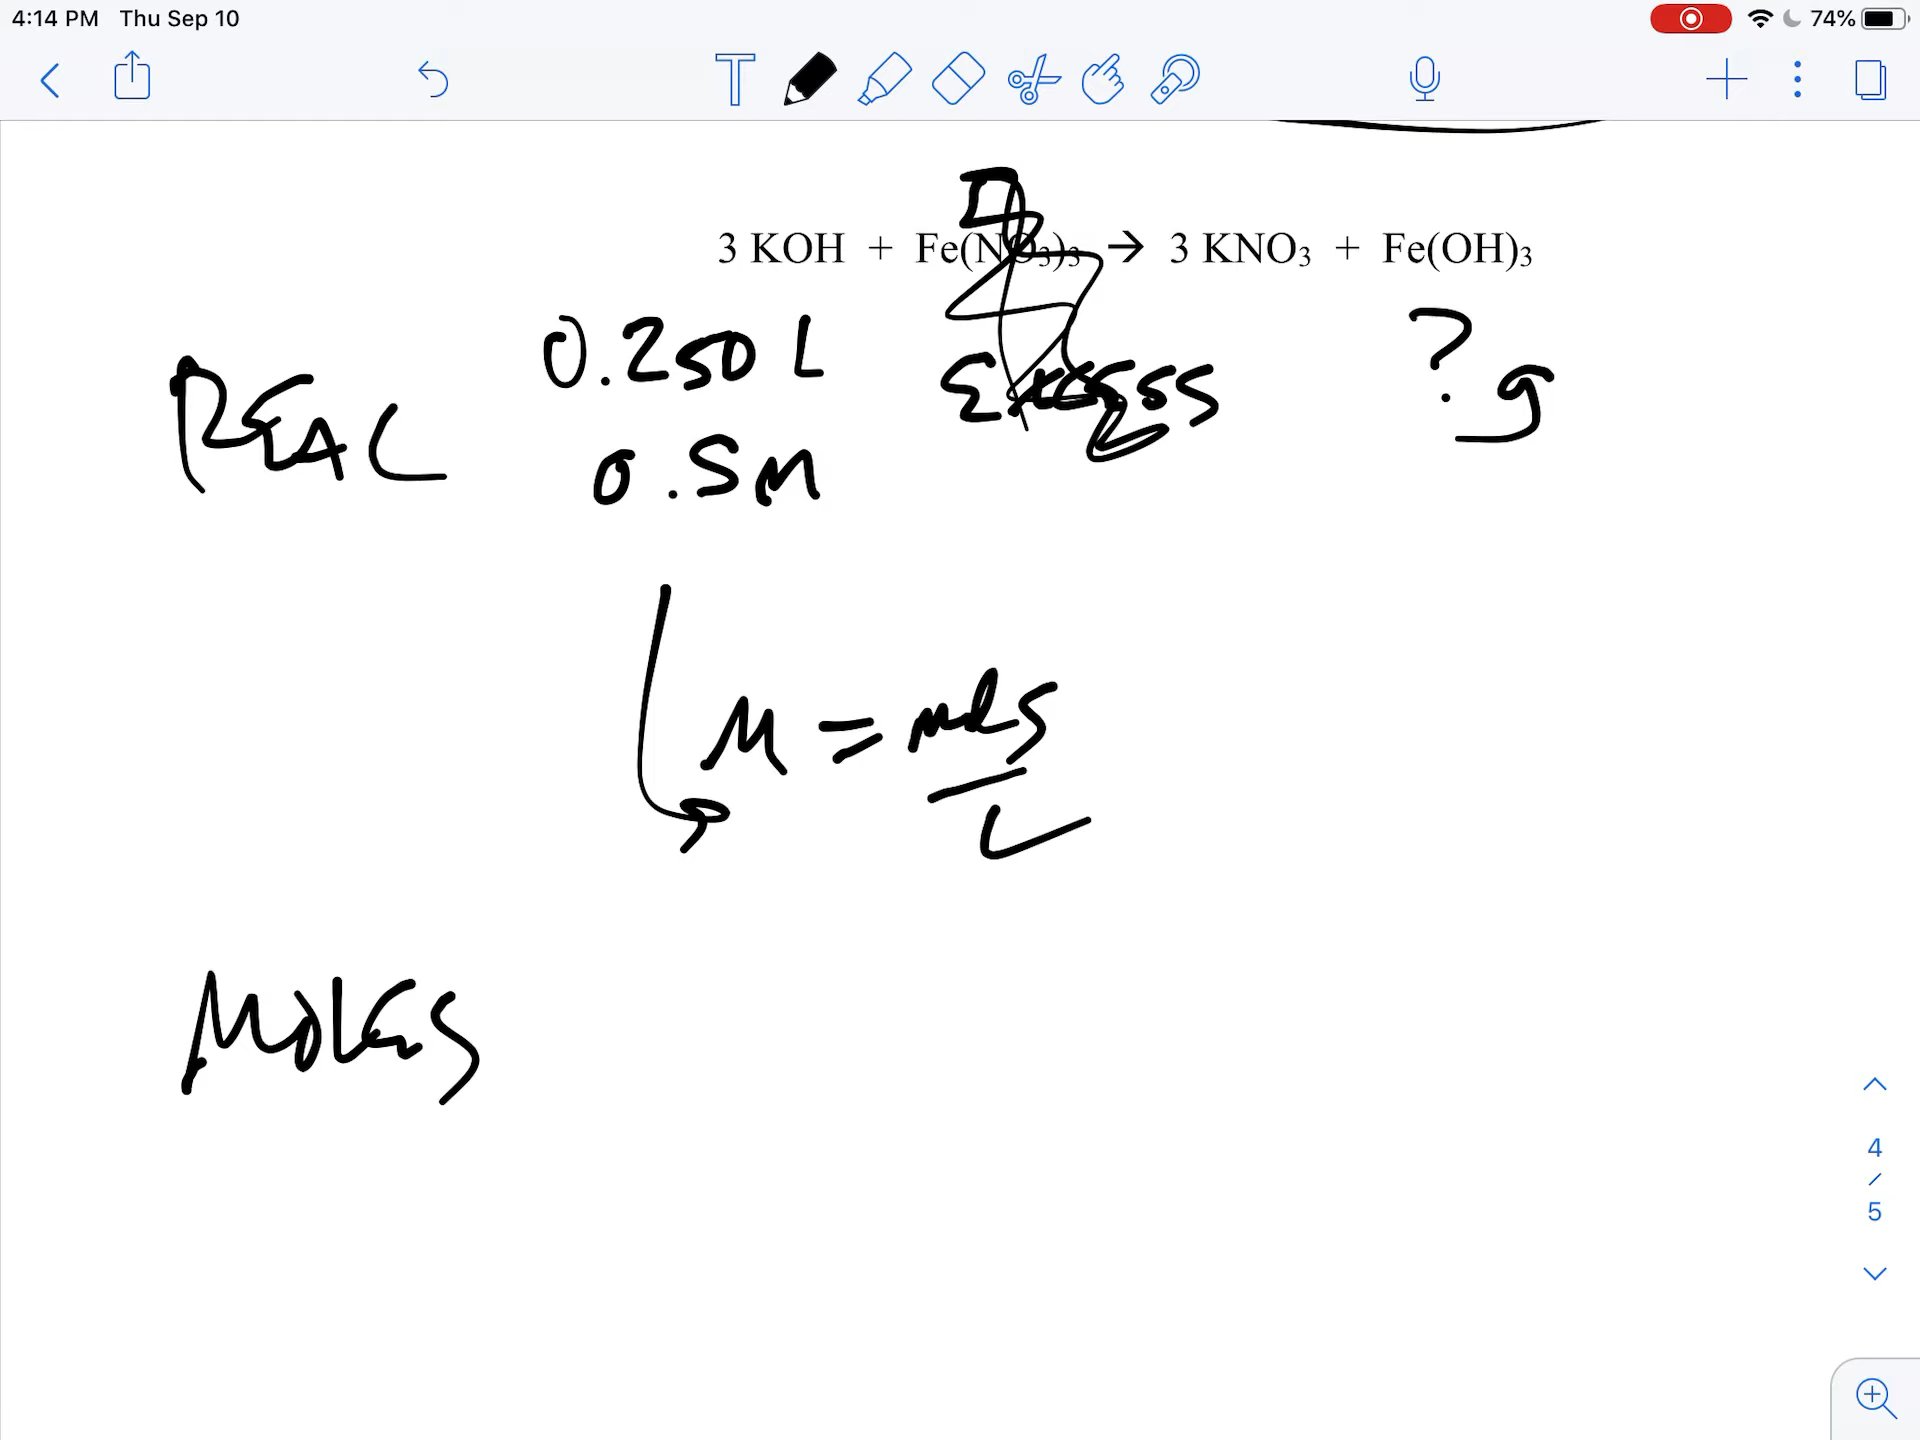 4:14 PM Thu Sep 10
74%
T
3 KOH + Fe(NO₃)₃ → 3 KNO₃ + Fe(OH)₃
REAL
0.250 L
Excess
? g
0.5M
M = mols
L
MOLES
4
/
5